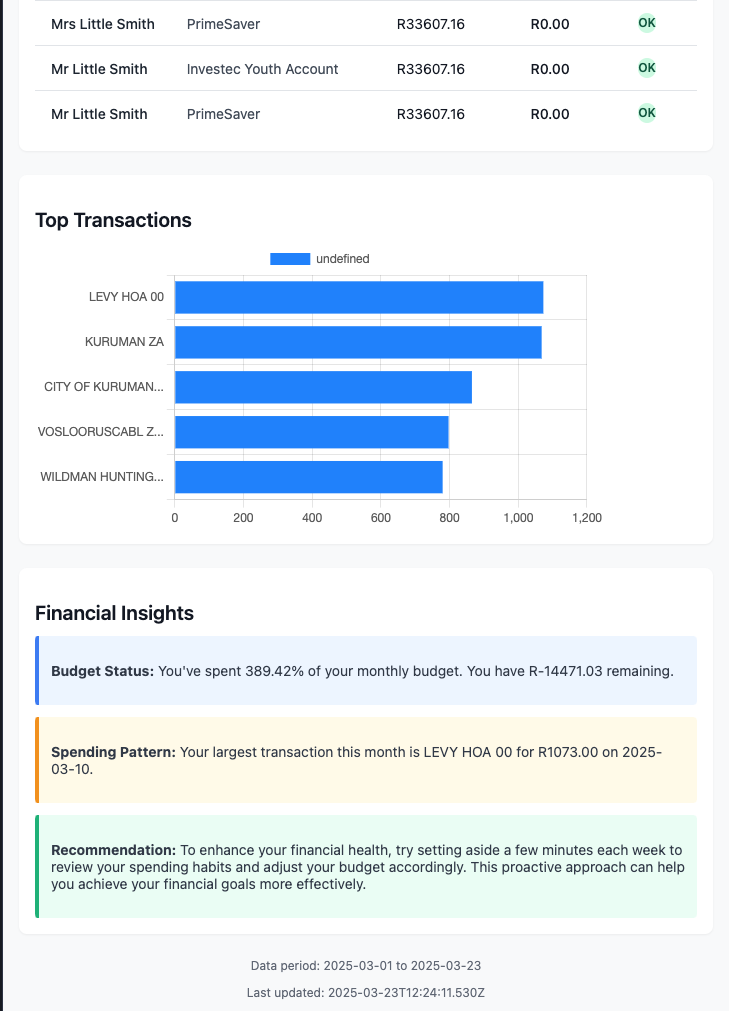 Mrs Little Smith PrimeSaver R33607.16 R0.00 OK
Mr Little Smith Investec Youth Account R33607.16 R0.00 OK
Mr Little Smith PrimeSaver R33607.16 R0.00 OK
Top Transactions
undefined
LEVY HOA 00
KURUMAN ZA
CITY OF KURUMAN...
VOSLOORUSCABL Z...
WILDMAN HUNTING...
0 200 400 600 800 1,000 1,200
Financial Insights
Budget Status: You've spent 389.42% of your monthly budget. You have R-14471.03 remaining.
Spending Pattern: Your largest transaction this month is LEVY HOA 00 for R1073.00 on 2025-
03-10.
Recommendation: To enhance your financial health, try setting aside a few minutes each week to
review your spending habits and adjust your budget accordingly. This proactive approach can help
you achieve your financial goals more effectively.
Data period: 2025-03-01 to 2025-03-23
Last updated: 2025-03-23T12:24:11.530Z